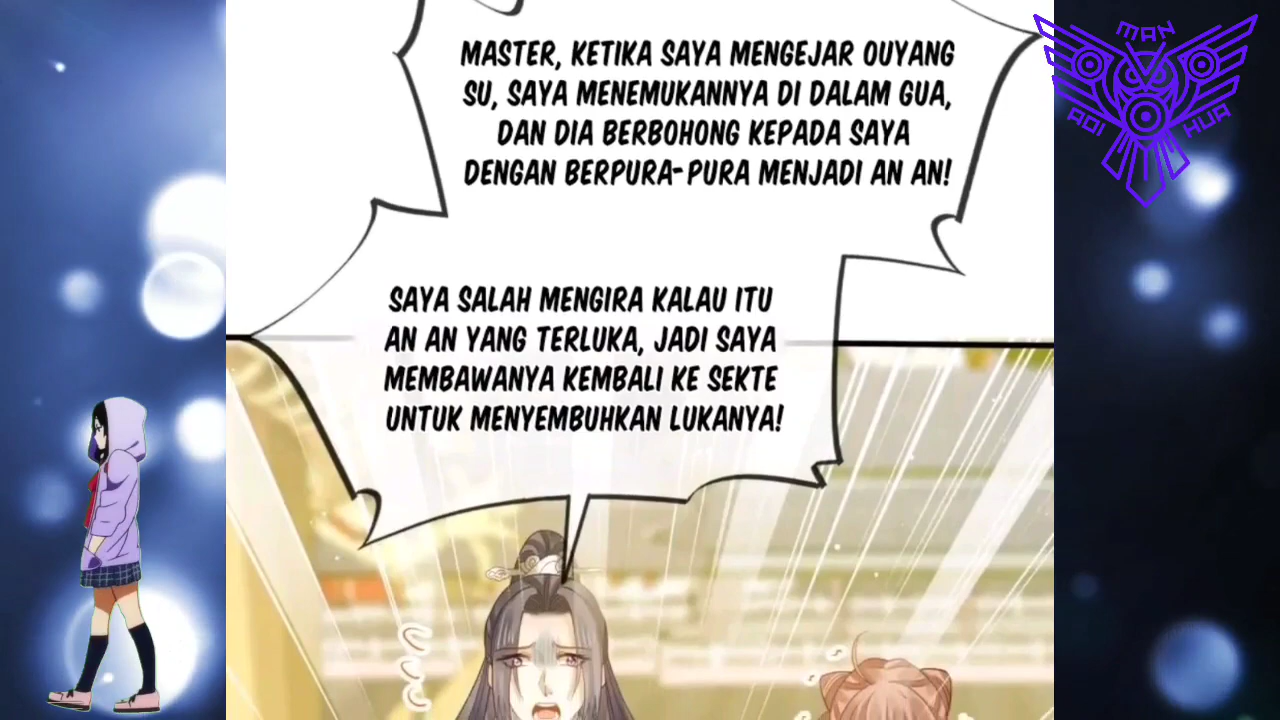 MASTER, KETIKA SAYA MENGEJAR OUYANG
SU, SAYA MENEMUKANNYA DI DALAM GUA,
DAN DIA BERBOHONG KEPADA SAYA
DENGAN BERPURA-PURA MENJADI AN AN!
SAYA SALAH MENGIRA KALAU ITU
AN AN YANG TERLUKA, JADI SAYA
MEMBAWANYA KEMBALI KE SEKTE
UNTUK MENYEMBUHKAN LUKANYA!
MAN
AOI HUA